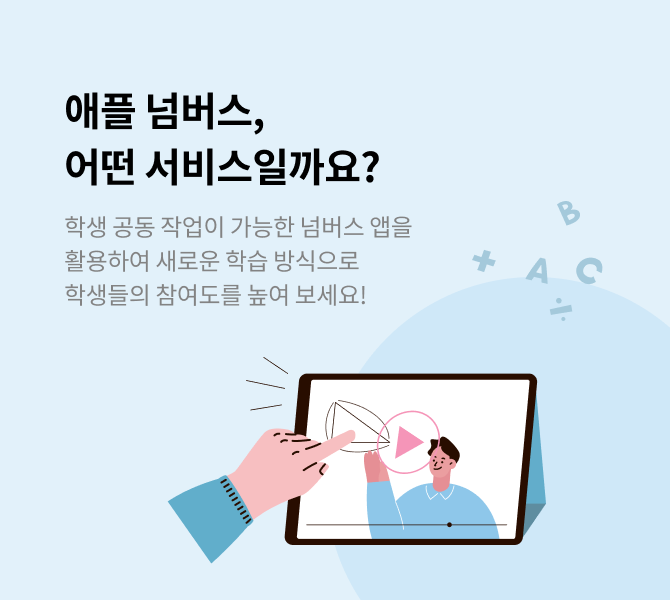 애플 넘버스,
어떤 서비스일까요?
학생 공동 작업이 가능한 넘버스 앱을
활용하여 새로운 학습 방식으로
학생들의 참여도를 높여 보세요!
B
+ A C
÷